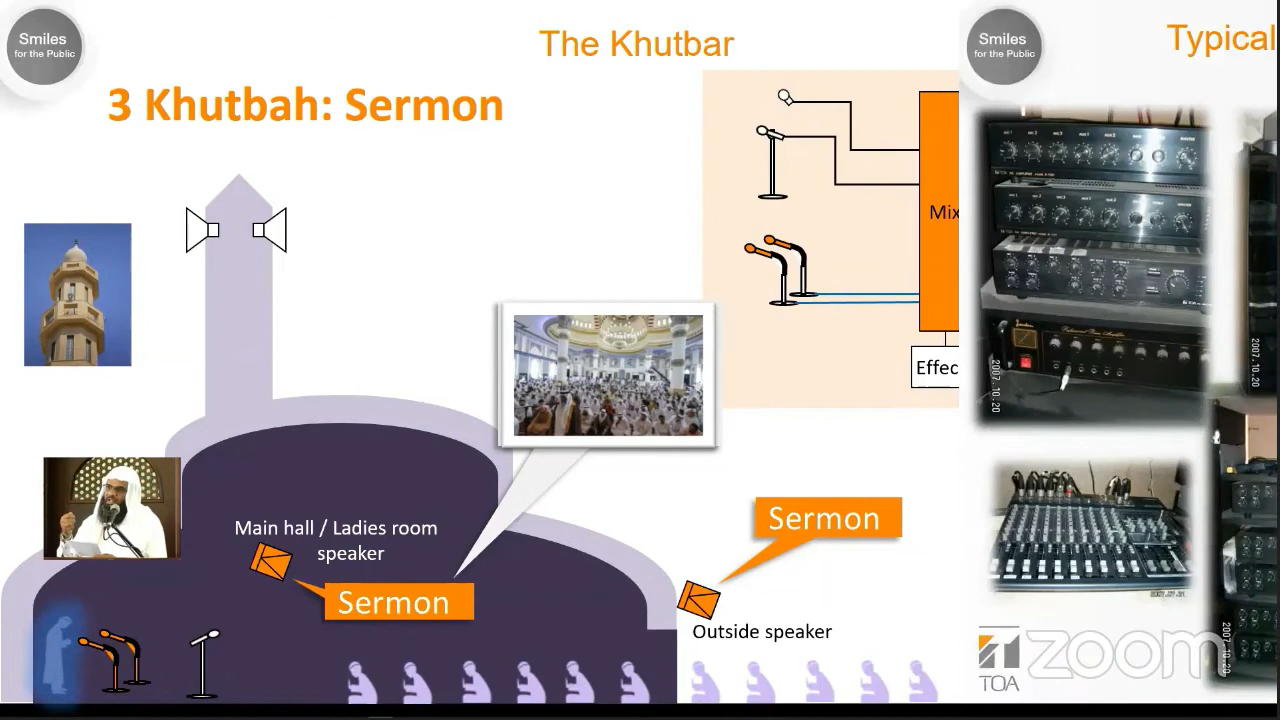 Smiles
for the Public
The Khutbar
Smiles
for the Public
Typical
3 Khutbah: Sermon
Mix
Effec
2007.10.20
2007.10.20
Main hall / Ladies room
speaker
Sermon
Sermon
Outside speaker
2007.10.20
TOA
zoom